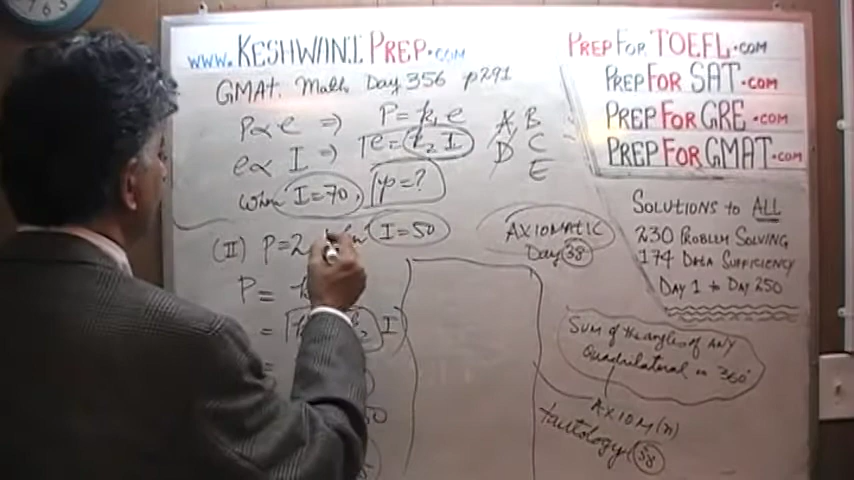 www.KESHWANI PREP.COM
GMAT. Math Day 356 p291
P∝e => P=k₁e
e∝I => e=k₂I
When I=70, p=?
A B
D C
E
(II) P=2 I=50
P=
= I
=
AXIOMATIC
Day 38
PREPFORTOEFL.COM
PREPFORSAT.COM
PREPFORGRE.COM
PREPFORGMAT.COM
SOLUTIONS TO ALL
230 PROBLEM SOLVING
174 DATA SUFFICIENCY
DAY 1 TO DAY 250
Sum of the angles of ANY
Quadrilateral is 360°
AXIOM(n)
tautology 38